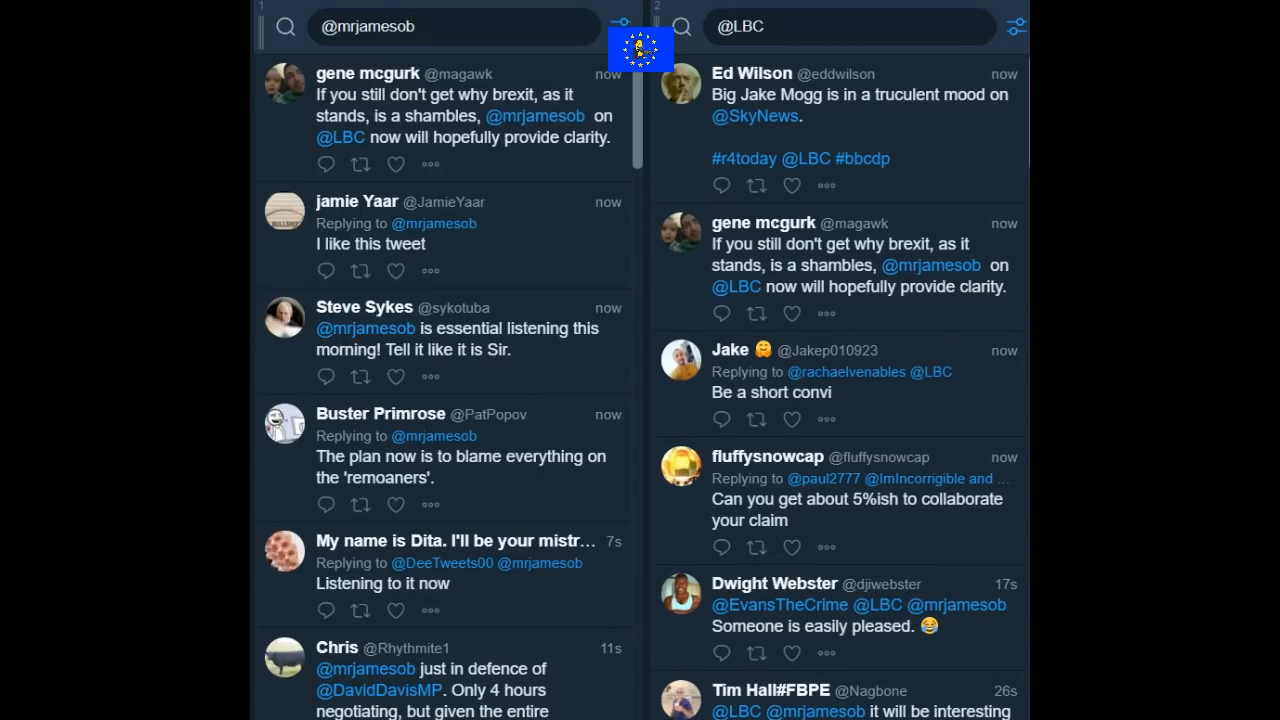 1
@mrjamesob
gene mcgurk @magawk now
If you still don't get why brexit, as it
stands, is a shambles, @mrjamesob on
@LBC now will hopefully provide clarity.
jamie Yaar @JamieYaar now
Replying to @mrjamesob
I like this tweet
Steve Sykes @sykotuba now
@mrjamesob is essential listening this
morning! Tell it like it is Sir.
Buster Primrose @PatPopov now
Replying to @mrjamesob
The plan now is to blame everything on
the 'remoaners'.
My name is Dita. I'll be your mistr... 7s
Replying to @DeeTweets00 @mrjamesob
Listening to it now
Chris @Rhythmite1 11s
@mrjamesob just in defence of
@DavidDavisMP. Only 4 hours
negotiating, but given the entire
2
@LBC
Ed Wilson @eddwilson now
Big Jake Mogg is in a truculent mood on
@SkyNews.
#r4today @LBC #bbcdp
gene mcgurk @magawk now
If you still don't get why brexit, as it
stands, is a shambles, @mrjamesob on
@LBC now will hopefully provide clarity.
Jake 🤗 @Jakep010923 now
Replying to @rachaelvenables @LBC
Be a short convi
fluffysnowcap @fluffysnowcap now
Replying to @paul2777 @ImIncorrigible and ...
Can you get about 5%ish to collaborate
your claim
Dwight Webster @djiwebster 17s
@EvansTheCrime @LBC @mrjamesob
Someone is easily pleased. 😂
Tim Hall#FBPE @Nagbone 26s
@LBC @mrjamesob it will be interesting